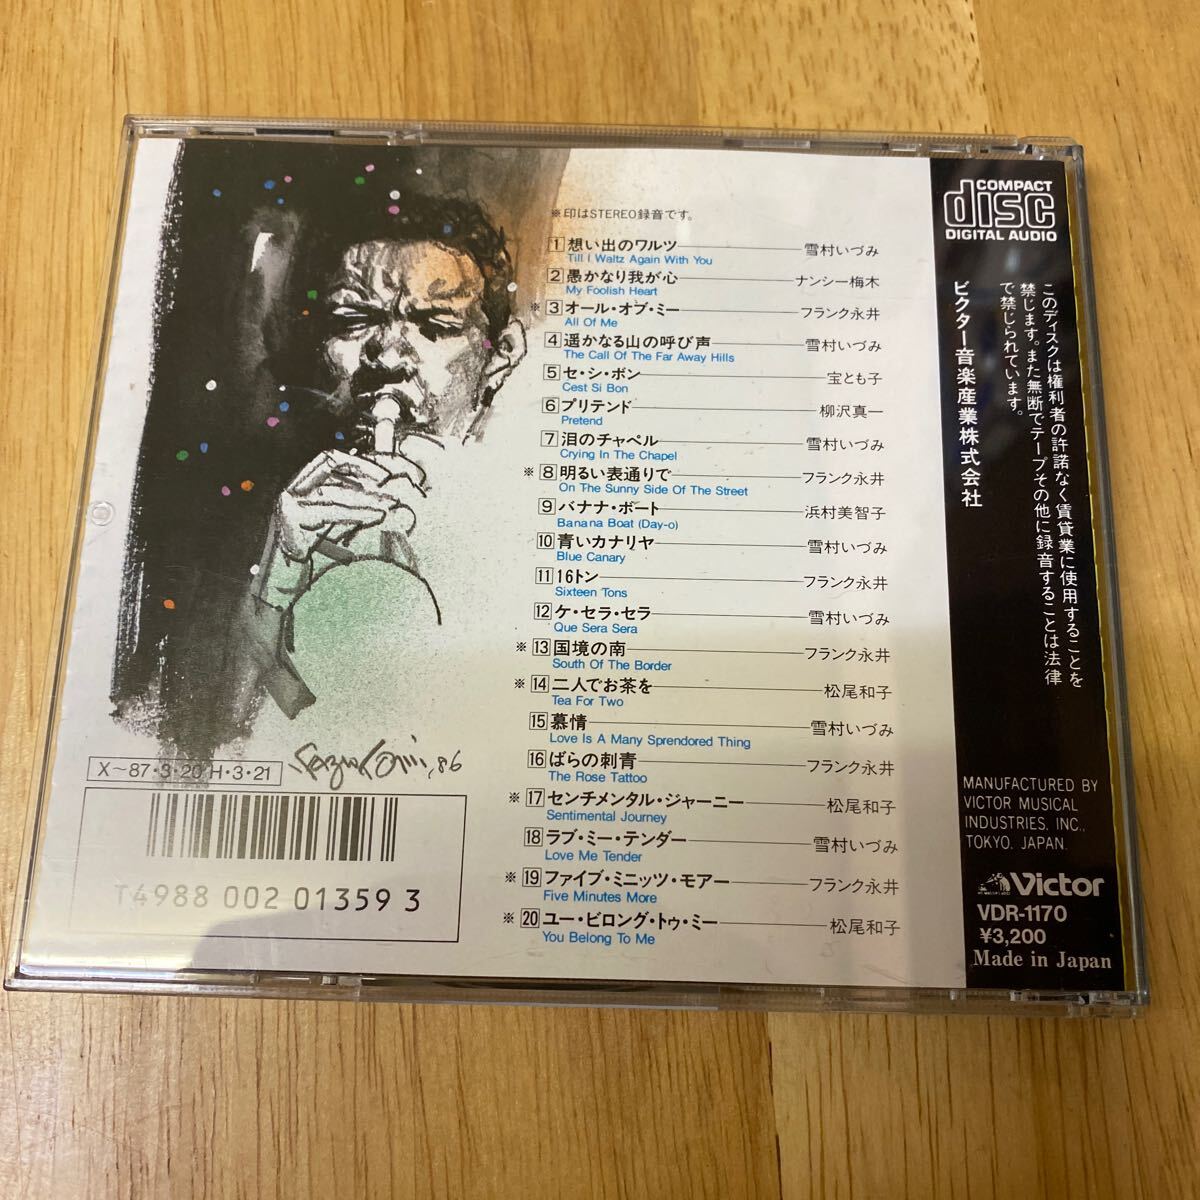 ※印はSTEREO録音です。
1 想い出のワルツ 雪村いづみ
Till I Waltz Again With You
2 愚かなり我が心 ナンシー梅木
My Foolish Heart
※ 3 オール・オブ・ミー フランク永井
All Of Me
4 遥かなる山の呼び声 雪村いづみ
The Call Of The Far Away Hills
5 セ・シ・ボン 宝とも子
Cest Si Bon
6 プリテンド 柳沢真一
Pretend
7 泪のチャペル 雪村いづみ
Crying In The Chapel
※ 8 明るい表通りで フランク永井
On The Sunny Side Of The Street
9 バナナ・ボート 浜村美智子
Banana Boat (Day-o)
10 青いカナリヤ 雪村いづみ
Blue Canary
11 16トン フランク永井
Sixteen Tons
12 ケ・セラ・セラ 雪村いづみ
Que Sera Sera
※ 13 国境の南 フランク永井
South Of The Border
※ 14 二人でお茶を 松尾和子
Tea For Two
15 慕情 雪村いづみ
Love Is A Many Sprendored Thing
16 ばらの刺青 フランク永井
The Rose Tattoo
※ 17 センチメンタル・ジャーニー 松尾和子
Sentimental Journey
18 ラブ・ミー・テンダー 雪村いづみ
Love Me Tender
※ 19 ファイブ・ミニッツ・モアー フランク永井
Five Minutes More
※ 20 ユー・ビロング・トゥ・ミー 松尾和子
You Belong To Me
,86
X〜87・3・20 H・3・21
T4988 002 01359 3
COMPACT
disc
DIGITAL AUDIO
このディスクは権利者の許諾なく賃貸業に使用することを
禁じます。また無断でテープその他に録音することは法律
で禁じられています。
ビクター音楽産業株式会社
MANUFACTURED BY
VICTOR MUSICAL
INDUSTRIES, INC.,
TOKYO, JAPAN.
Victor
VDR-1170
¥3,200
Made in Japan